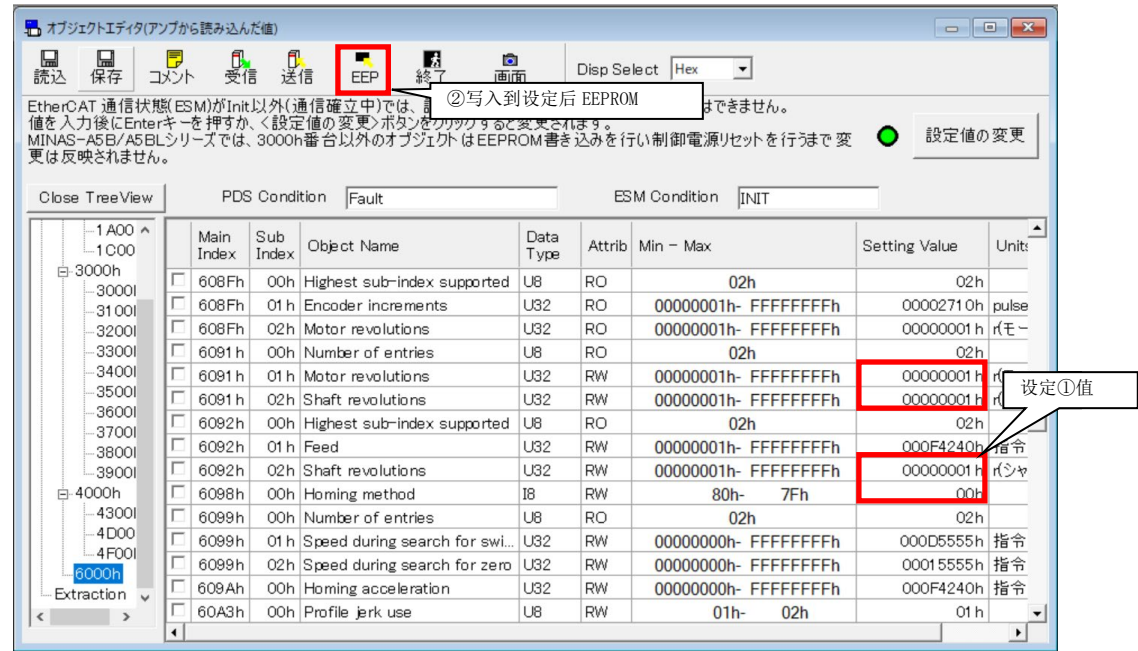 オブジェクトエディタ(アンプから読み込んだ値)
読込 保存 コメント 受信 送信 EEP 終了 画面 Disp Select Hex
②写入到设定后 EEPROM
EtherCAT 通信状態(ESM)がInit以外(通信確立中)では、 はできません。
値を入力後にEnterキーを押すか、<設定値の変更>ボタンをクリックすると変更されます。
MINAS-A5B/A5BLシリーズでは、3000h番台以外のオブジェクトはEEPROM書き込みを行い制御電源リセットを行うまで 変
更は反映されません。
設定値の変更
Close TreeView PDS Condition Fault ESM Condition INIT
1A00
1C00
3000h
3000
3100
3200
3300
3400
3500
3600
3700
3800
3900
4000h
4300
4D00
4F00
6000h
Extraction
Main Index Sub Index Object Name Data Type Attrib Min - Max Setting Value Units
608Fh 00h Highest sub-index supported U8 RO 02h 02h
608Fh 01h Encoder increments U32 RO 00000001h- FFFFFFFFh 00002710h pulse
608Fh 02h Motor revolutions U32 RO 00000001h- FFFFFFFFh 00000001h r(モー
6091h 00h Number of entries U8 RO 02h 02h
6091h 01h Motor revolutions U32 RW 00000001h- FFFFFFFFh 00000001h
6091h 02h Shaft revolutions U32 RW 00000001h- FFFFFFFFh 00000001h
设定①值
6092h 00h Highest sub-index supported U8 RO 02h 02h
6092h 01h Feed U32 RW 00000001h- FFFFFFFFh 000F4240h 指令
6092h 02h Shaft revolutions U32 RW 00000001h- FFFFFFFFh 00000001h r(シャ
6098h 00h Homing method I8 RW 80h- 7Fh 00h
6099h 00h Number of entries U8 RO 02h 02h
6099h 01h Speed during search for swi... U32 RW 00000000h- FFFFFFFFh 000D5555h 指令
6099h 02h Speed during search for zero U32 RW 00000000h- FFFFFFFFh 00015555h 指令
609Ah 00h Homing acceleration U32 RW 00000000h- FFFFFFFFh 000F4240h 指令
60A3h 00h Profile jerk use U8 RW 01h- 02h 01h